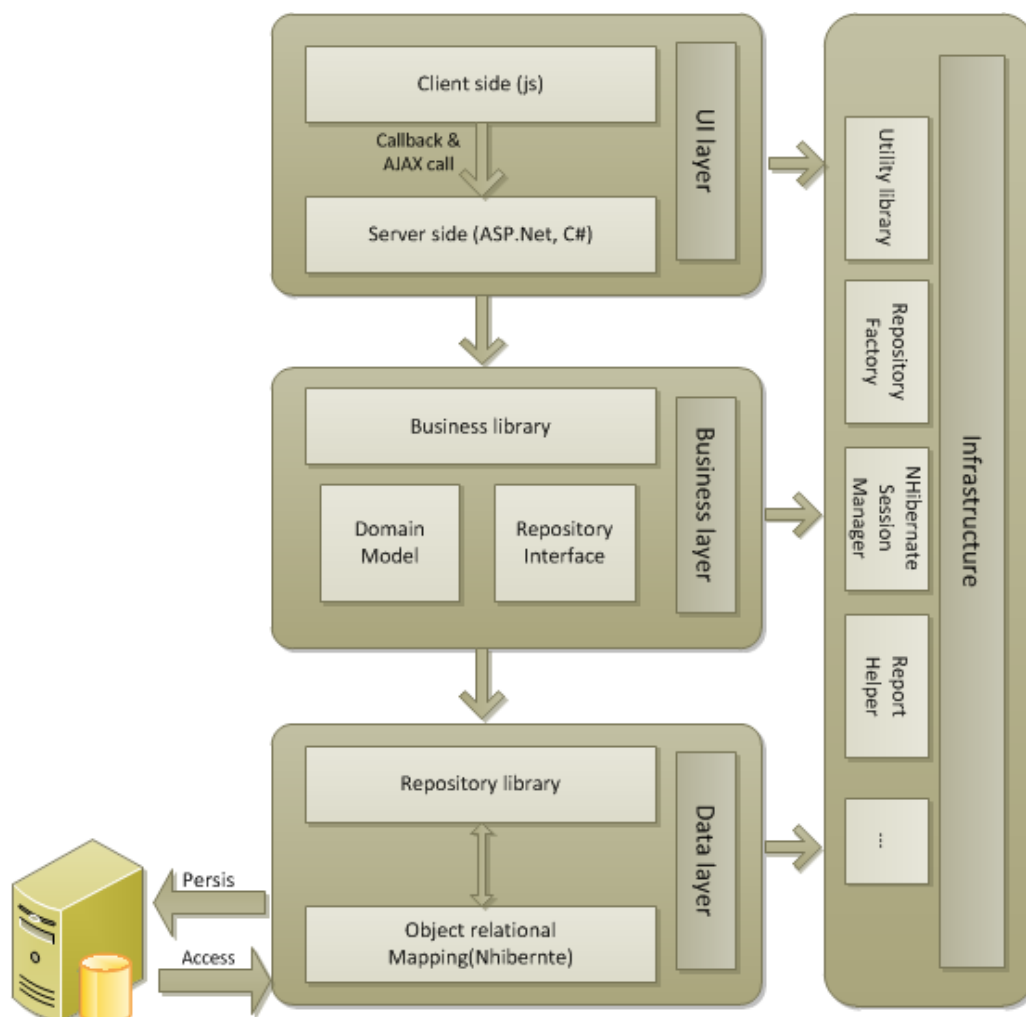 Client side (js)
Callback &
AJAX call
Server side (ASP.Net, C#)
UI layer
Business library
Domain
Model
Repository
Interface
Business layer
Repository library
Object relational
Mapping(Nhibernte)
Data layer
Persis
Access
Utility library
Repository
Factory
NHibernate
Session
Manager
Report
Helper
...
Infrastructure